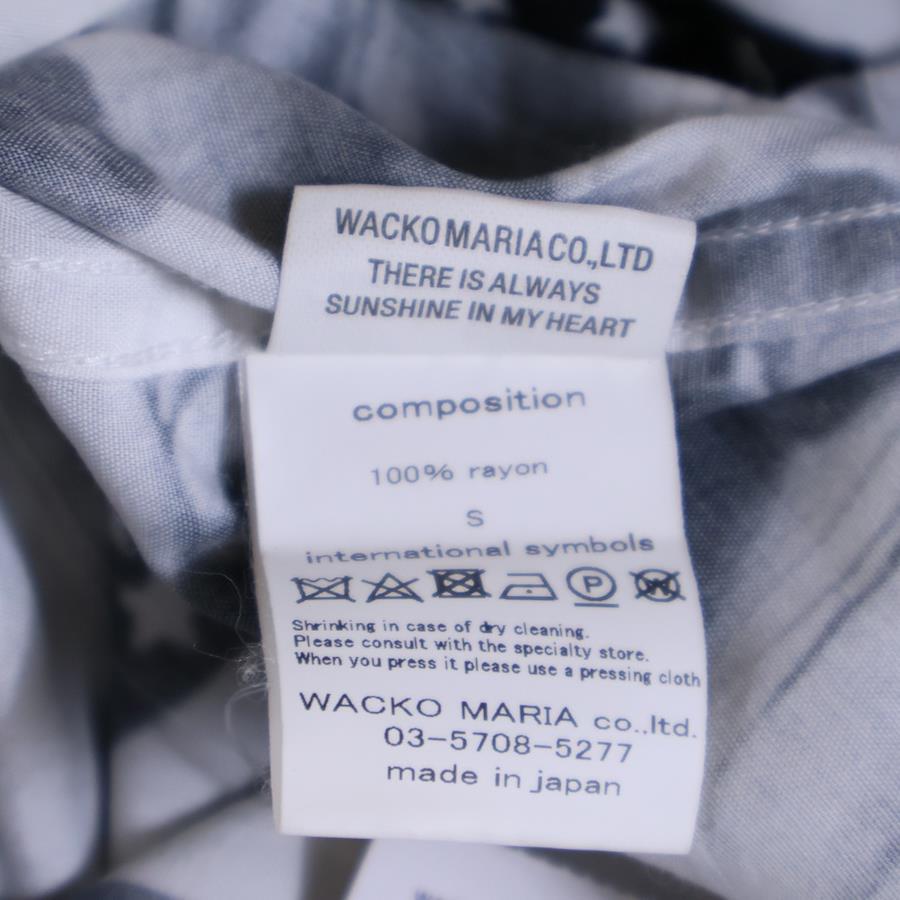 WACKO MARIA CO.,LTD
THERE IS ALWAYS
SUNSHINE IN MY HEART
composition
100% rayon
S
international symbols
P W
Shrinking in case of dry cleaning.
Please consult with the specialty store.
When you press it please use a pressing cloth
WACKO MARIA co.,ltd.
03-5708-5277
made in japan